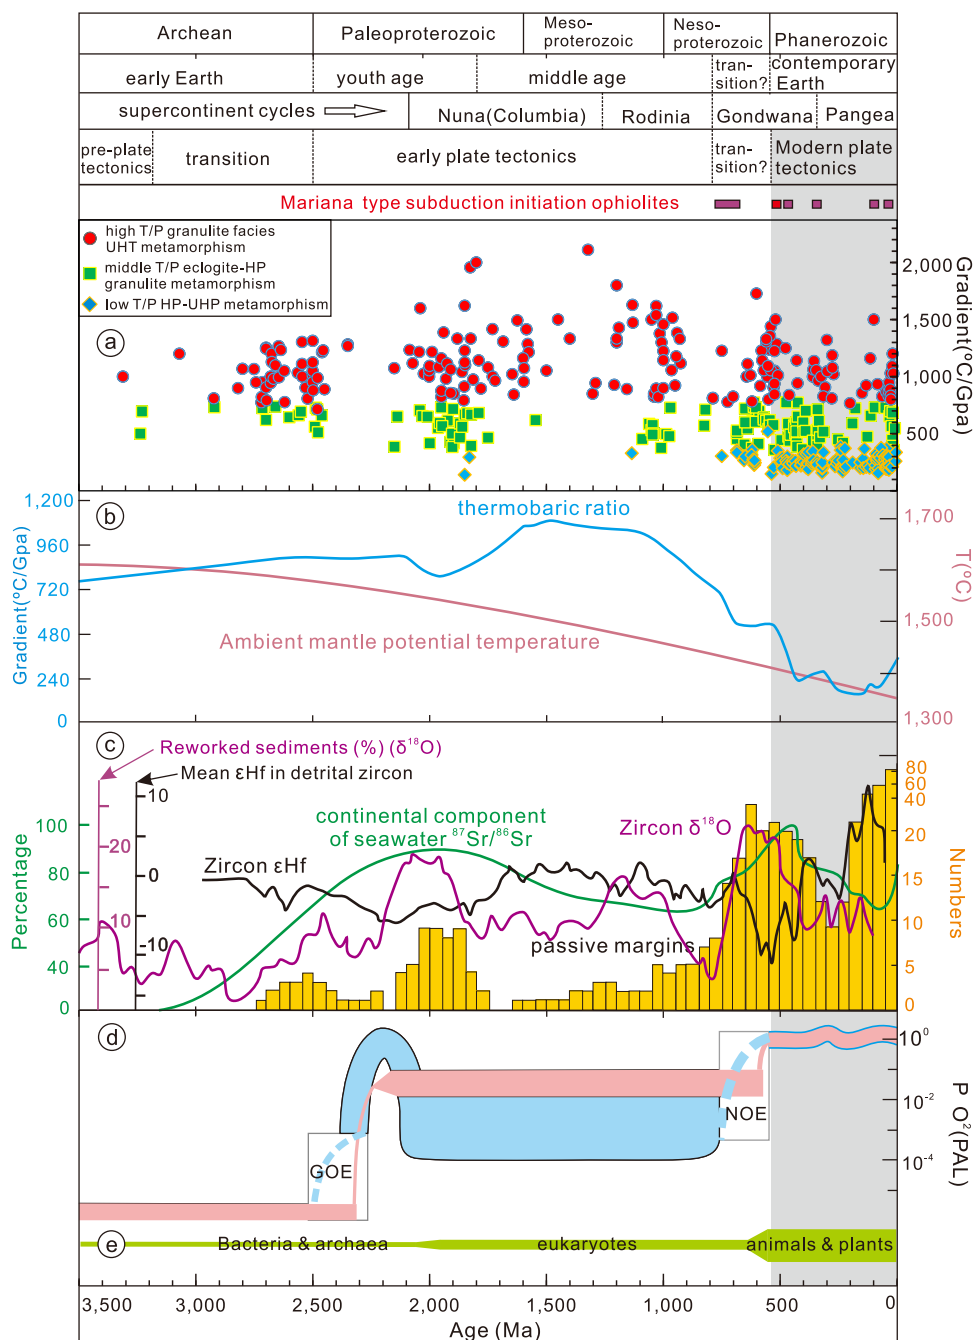 Archean
Paleoproterozoic
Meso-
proterozoic
Neso-
proterozoic
Phanerozoic
early Earth
youth age
middle age
tran-
sition?
contemporary
Earth
supercontinent cycles
Nuna(Columbia)
Rodinia
Gondwana
Pangea
pre-plate
tectonics
transition
early plate tectonics
tran-
sition?
Modern plate
tectonics
Mariana type subduction initiation ophiolites
high T/P granulite facies
UHT metamorphism
middle T/P eclogite-HP
granulite metamorphism
low T/P HP-UHP metamorphism
a
2,000
1,500
1,000
500
Gradient(°C/Gpa)
b
thermobaric ratio
Ambient mantle potential temperature
1,200
960
720
480
240
0
Gradient(°C/Gpa)
1,700
1,500
1,300
T(°C)
c
Reworked sediments (%) (δ¹⁸O)
Mean εHf in detrital zircon
continental component
of seawater ⁸⁷Sr/⁸⁶Sr
Zircon δ¹⁸O
Zircon εHf
passive margins
100
80
60
40
0
Percentage
20
10
10
0
-10
80
60
40
20
15
10
5
0
Numbers
d
GOE
NOE
10⁰
10⁻²
10⁻⁴
P O²(PAL)
e
Bacteria & archaea
eukaryotes
animals & plants
3,500
3,000
2,500
2,000
1,500
1,000
500
0
Age (Ma)